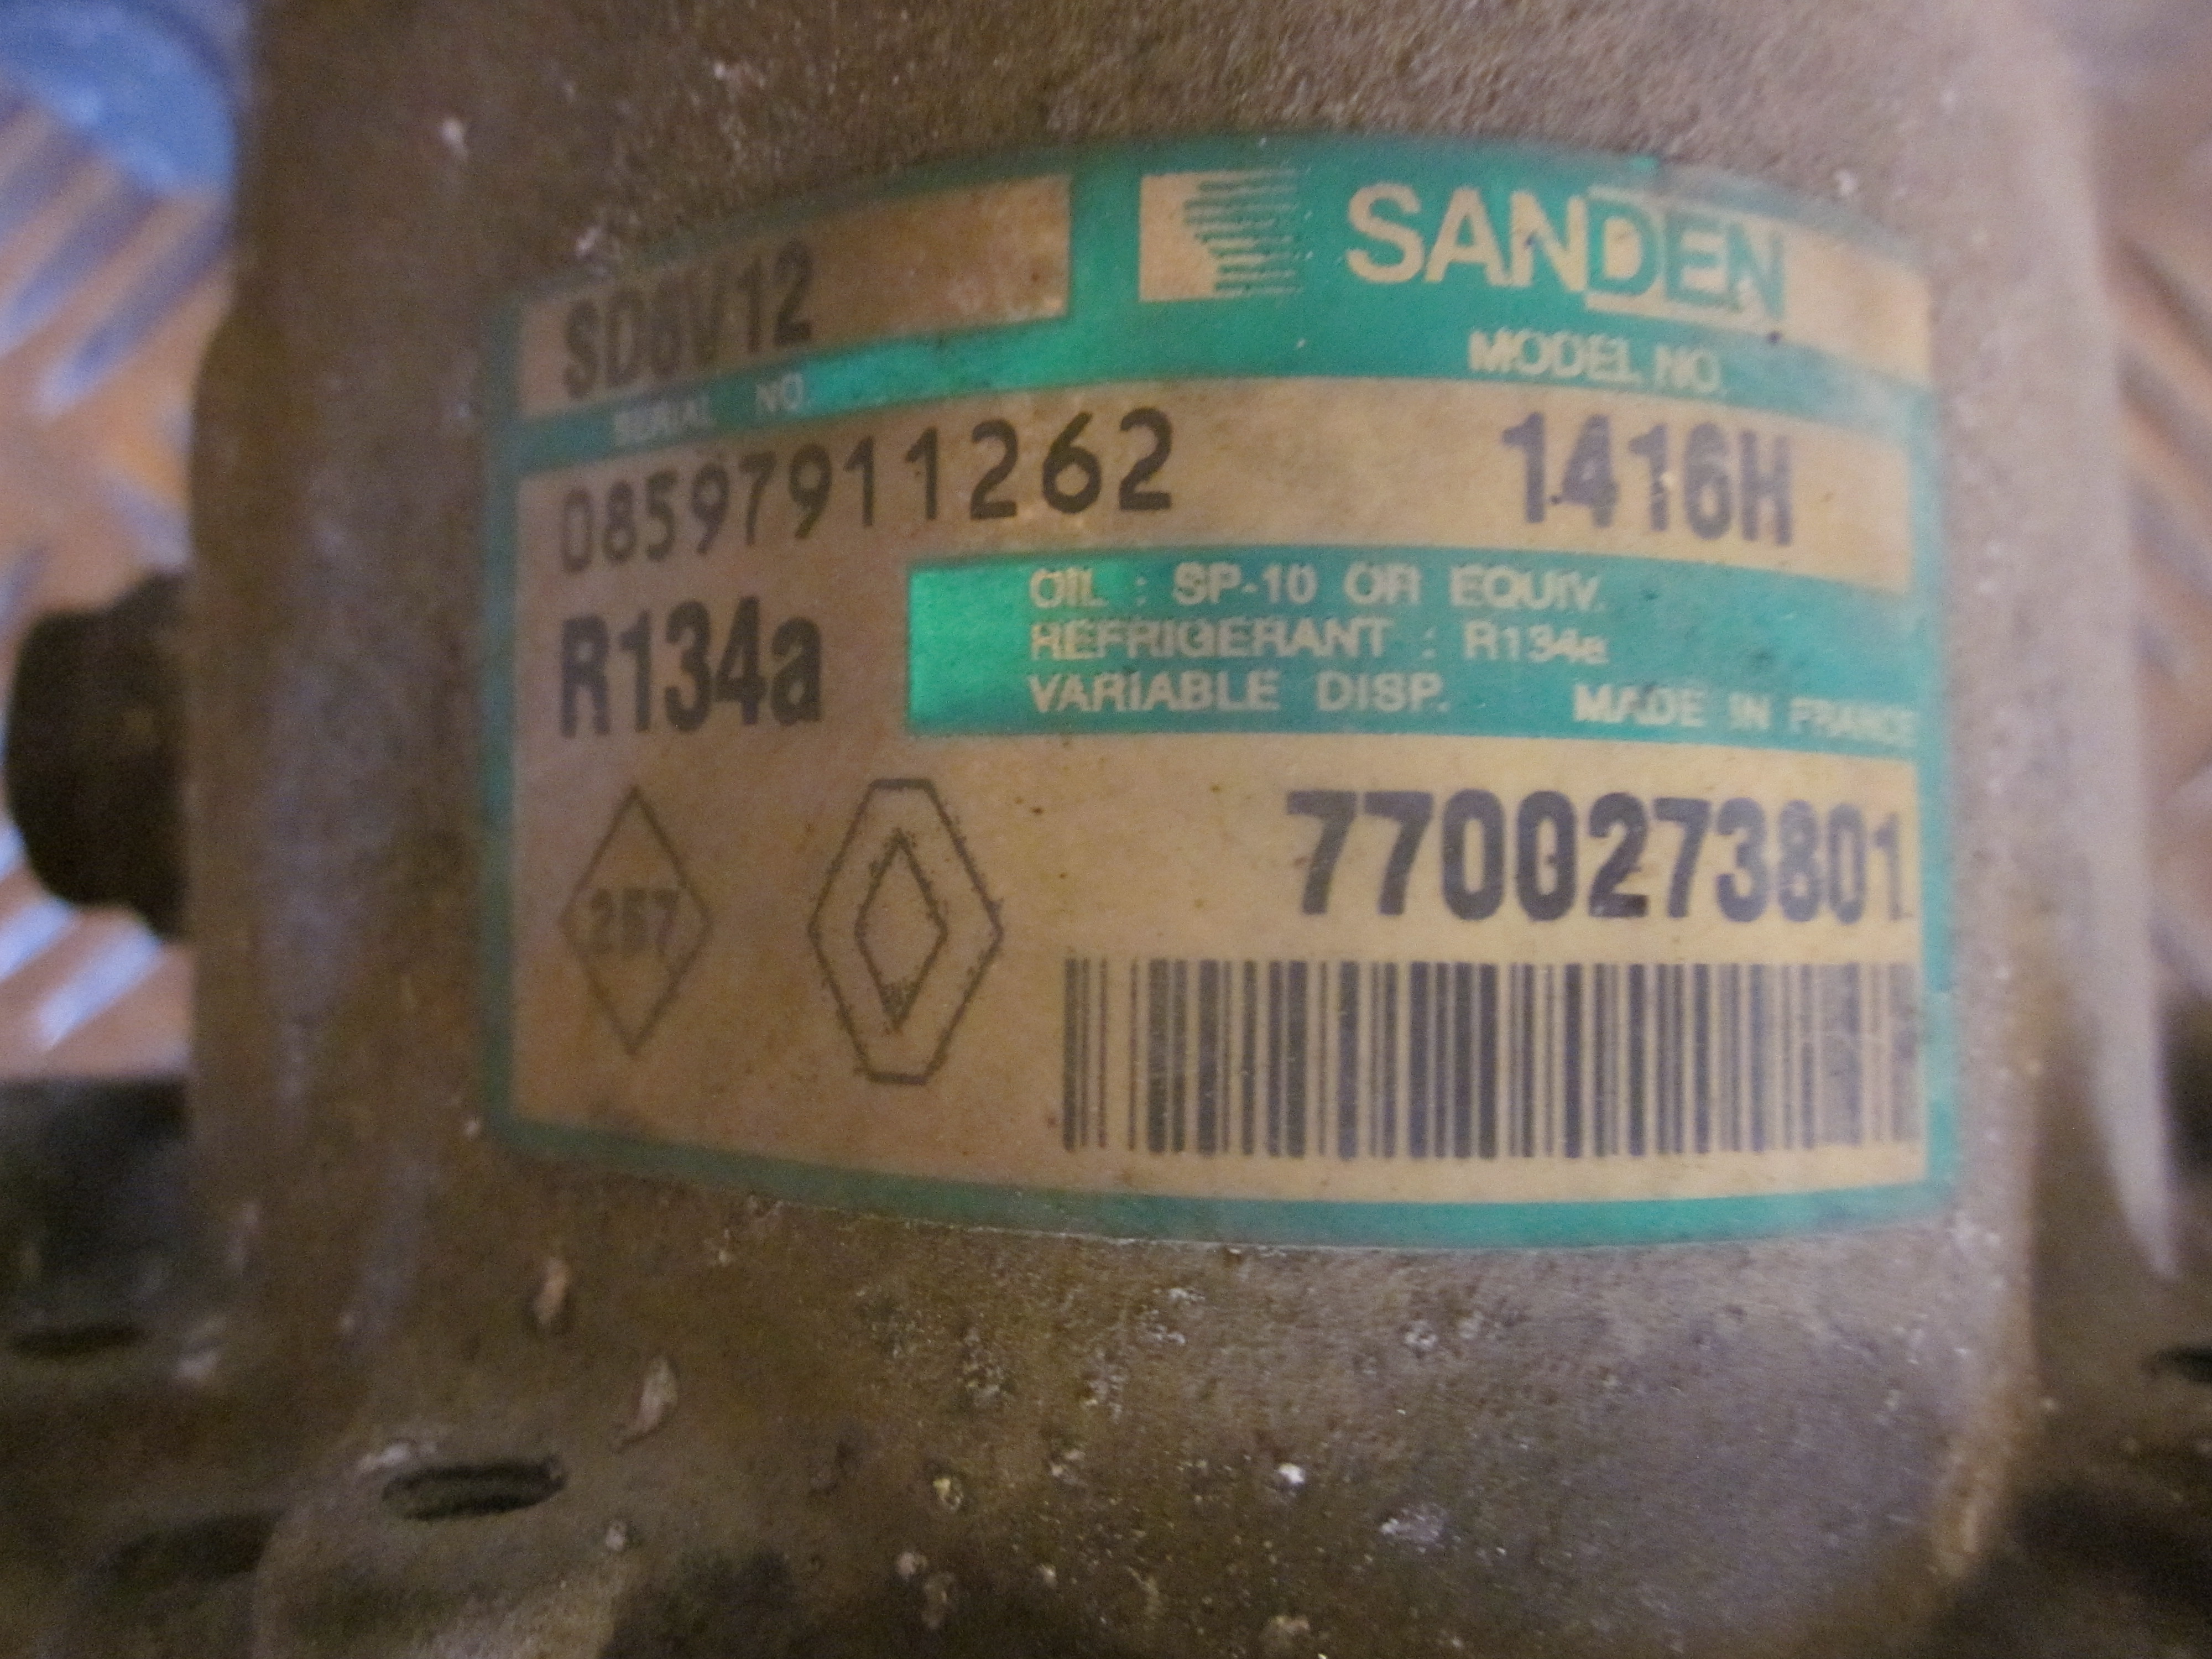 SANDEN
SD6V12
MODEL NO.
SERIAL NO.
08597911262
1416H
R134a
OIL : SP-10 OR EQUIV.
REFRIGERANT : R134a
VARIABLE DISP. MADE IN FRANCE
257
7700273801